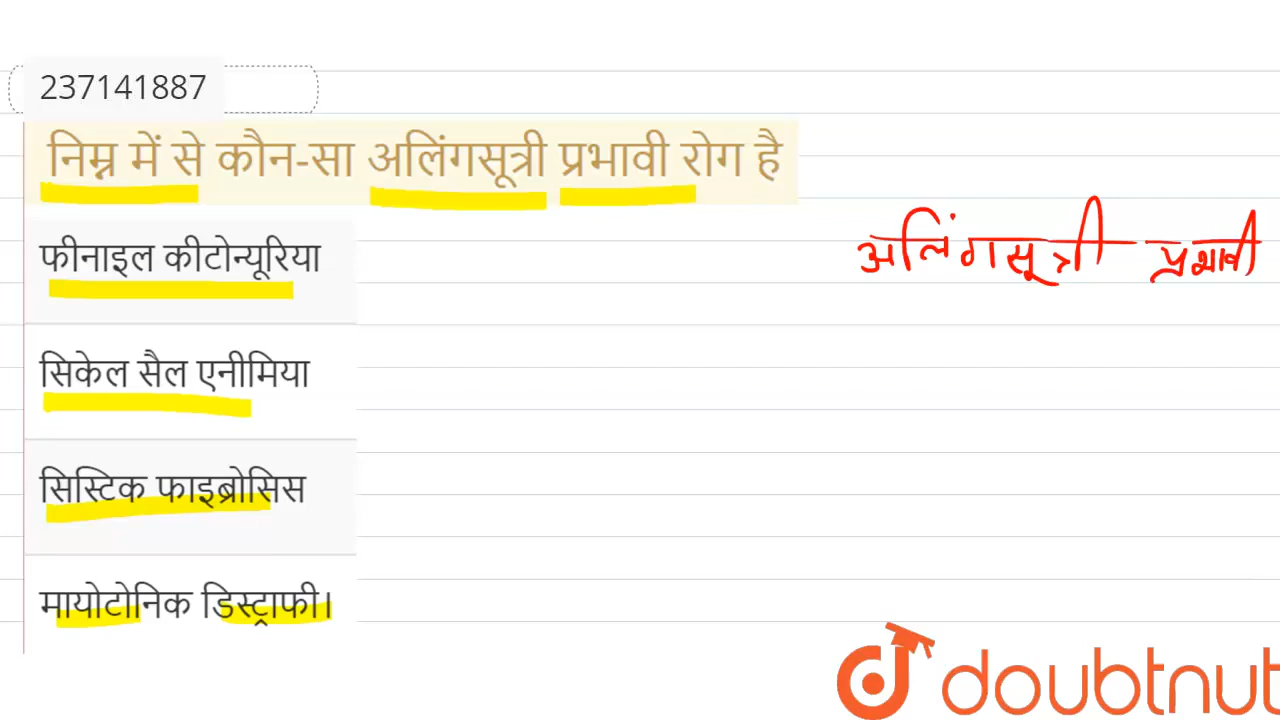 237141887
निम्न में से कौन-सा अलिंगसूत्री प्रभावी रोग है
अलिंगसूत्री प्रभावी
फीनाइल कीटोन्यूरिया
सिकेल सैल एनीमिया
सिस्टिक फाइब्रोसिस
मायोटोनिक डिस्ट्राफी।
doubtnut